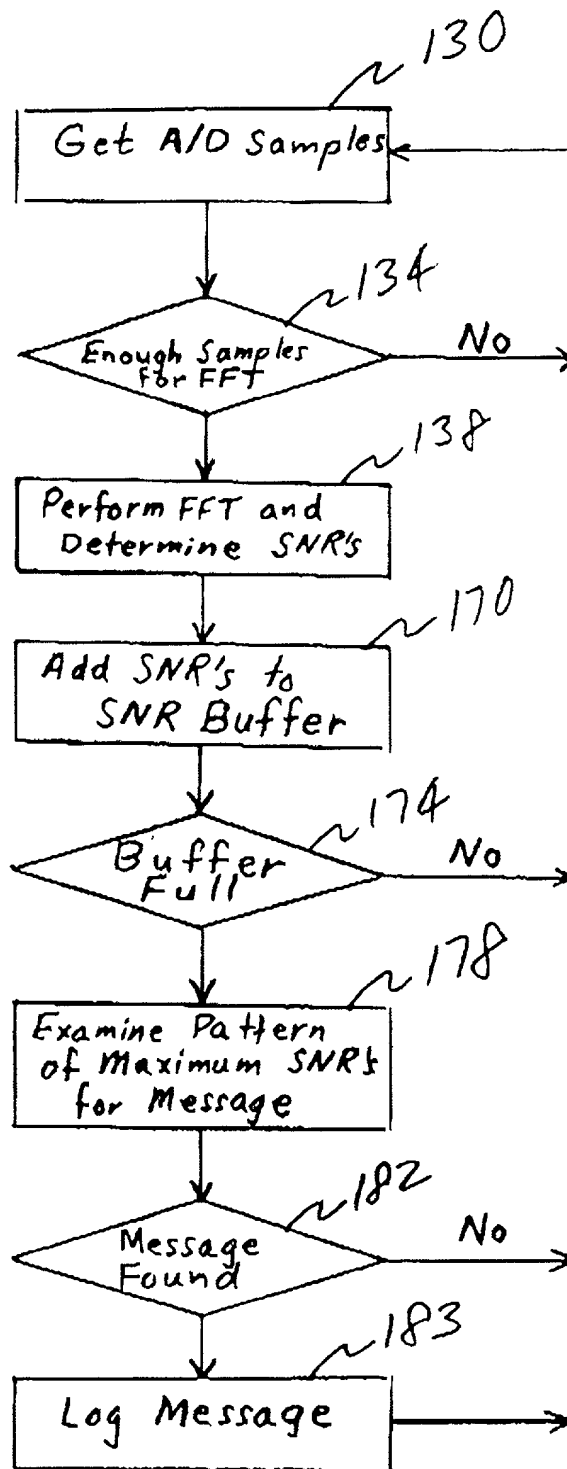 130
Get A/D Samples
134
Enough Samples
for FFT
No
138
Perform FFT and
Determine SNR's
170
Add SNR's to
SNR Buffer
174
Buffer
Full
No
178
Examine Pattern
of Maximum SNR's
for Message
182
Message
Found
No
183
Log Message